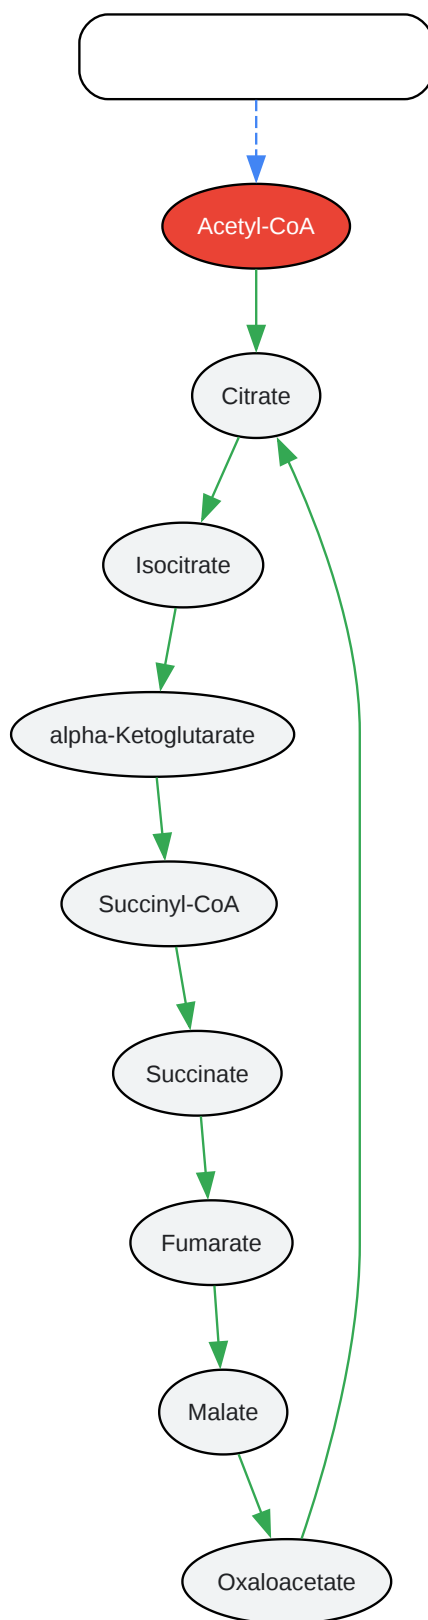 Acetyl-CoA
Citrate
Isocitrate
alpha-Ketoglutarate
Succinyl-CoA
Succinate
Fumarate
Malate
Oxaloacetate